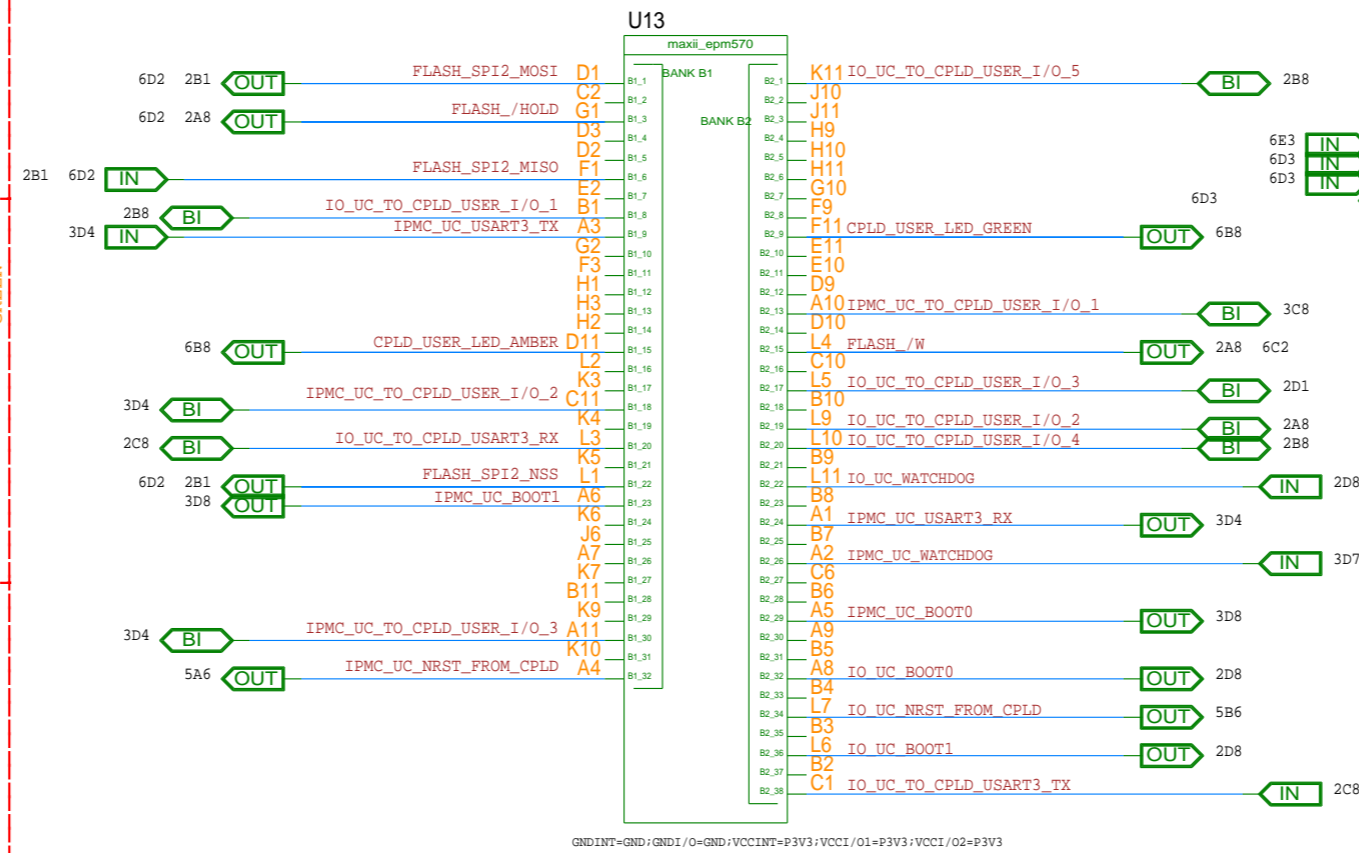 U13
maxii_epm570
BANK B1
BANK B2
6D2 2B1 OUT FLASH_SPI2_MOSI D1 B1_1
C2 B1_2
6D2 2A8 OUT FLASH_/HOLD G1 B1_3
D3 B1_4
D2 B1_5
2B1 6D2 IN FLASH_SPI2_MISO F1 B1_6
E2 B1_7
2B8 BI IO_UC_TO_CPLD_USER_I/O_1 B1 B1_8
3D4 IN IPMC_UC_USART3_TX A3 B1_9
G2 B1_10
F3 B1_11
H1 B1_12
H3 B1_13
H2 B1_14
6B8 OUT CPLD_USER_LED_AMBER D11 B1_15
L2 B1_16
K3 B1_17
3D4 BI IPMC_UC_TO_CPLD_USER_I/O_2 C11 B1_18
K4 B1_19
2C8 BI IO_UC_TO_CPLD_USART3_RX L3 B1_20
K5 B1_21
6D2 2B1 OUT FLASH_SPI2_NSS L1 B1_22
3D8 OUT IPMC_UC_BOOT1 A6 B1_23
K6 B1_24
J6 B1_25
A7 B1_26
K7 B1_27
B11 B1_28
K9 B1_29
3D4 BI IPMC_UC_TO_CPLD_USER_I/O_3 A11 B1_30
K10 B1_31
5A6 OUT IPMC_UC_NRST_FROM_CPLD A4 B1_32
B2_1 K11 IO_UC_TO_CPLD_USER_I/O_5 BI 2B8
B2_2 J10
B2_3 J11
B2_4 H9
B2_5 H10
B2_6 H11
B2_7 G10
B2_8 F9
B2_9 F11 CPLD_USER_LED_GREEN OUT 6B8
B2_10 E11
B2_11 E10
B2_12 D9
B2_13 A10 IPMC_UC_TO_CPLD_USER_I/O_1 BI 3C8
B2_14 D10
B2_15 L4 FLASH_/W OUT 2A8 6C2
B2_16 C10
B2_17 L5 IO_UC_TO_CPLD_USER_I/O_3 BI 2D1
B2_18 B10
B2_19 L9 IO_UC_TO_CPLD_USER_I/O_2 BI 2A8
B2_20 L10 IO_UC_TO_CPLD_USER_I/O_4 BI 2B8
B2_21 B9
B2_22 L11 IO_UC_WATCHDOG IN 2D8
B2_23 B8
B2_24 A1 IPMC_UC_USART3_RX OUT 3D4
B2_25 B7
B2_26 A2 IPMC_UC_WATCHDOG IN 3D7
B2_27 C6
B2_28 B6
B2_29 A5 IPMC_UC_BOOT0 OUT 3D8
B2_30 A9
B2_31 B5
B2_32 A8 IO_UC_BOOT0 OUT 2D8
B2_33 B4
B2_34 L7 IO_UC_NRST_FROM_CPLD OUT 5B6
B2_35 B3
B2_36 L6 IO_UC_BOOT1 OUT 2D8
B2_37 B2
B2_38 C1 IO_UC_TO_CPLD_USART3_TX IN 2C8
6E3 IN
6D3 IN
6D3 IN
6D3
GNDINT=GND;GNDI/O=GND;VCCINT=P3V3;VCCI/O1=P3V3;VCCI/O2=P3V3